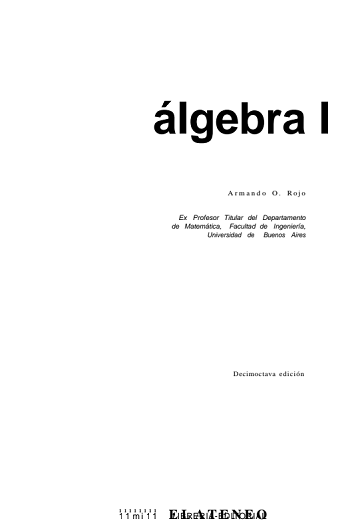 álgebra I
Armando O. Rojo
Ex Profesor Titular del Departamento
de Matemática, Facultad de Ingeniería,
Universidad de Buenos Aires
Decimoctava edición
EL ATENEO